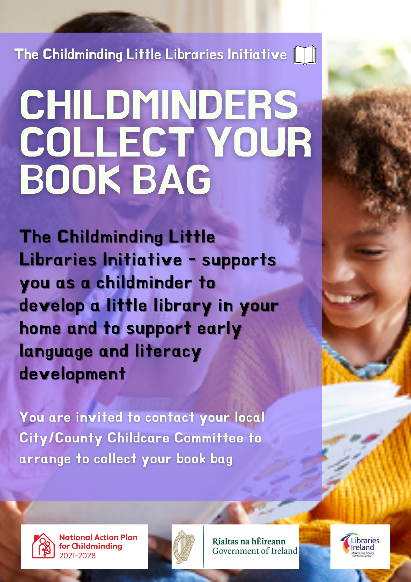 The Childminding Little Libraries Initiative
CHILDMINDERS
COLLECT YOUR
BOOK BAG
The Childminding Little
Libraries Initiative - supports
you as a childminder to
develop a little library in your
home and to support early
language and literacy
development
You are invited to contact your local
City/County Childcare Committee to
arrange to collect your book bag
National Action Plan
for Childminding
2021-2028
Rialtas na hÉireann
Government of Ireland
Libraries
Ireland